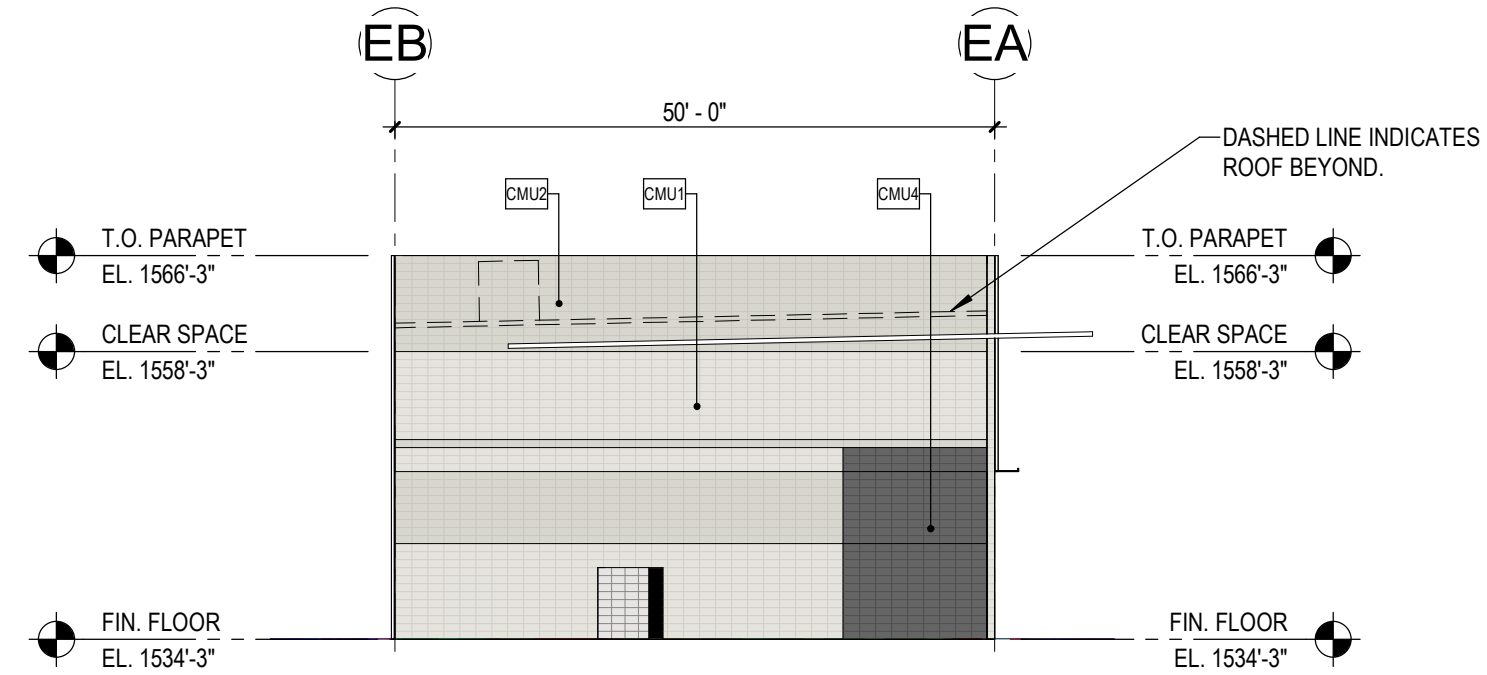 EB
EA
50' - 0"
DASHED LINE INDICATES
ROOF BEYOND.
CMU2
CMU1
CMU4
T.O. PARAPET
EL. 1566'-3"
T.O. PARAPET
EL. 1566'-3"
CLEAR SPACE
EL. 1558'-3"
CLEAR SPACE
EL. 1558'-3"
FIN. FLOOR
EL. 1534'-3"
FIN. FLOOR
EL. 1534'-3"